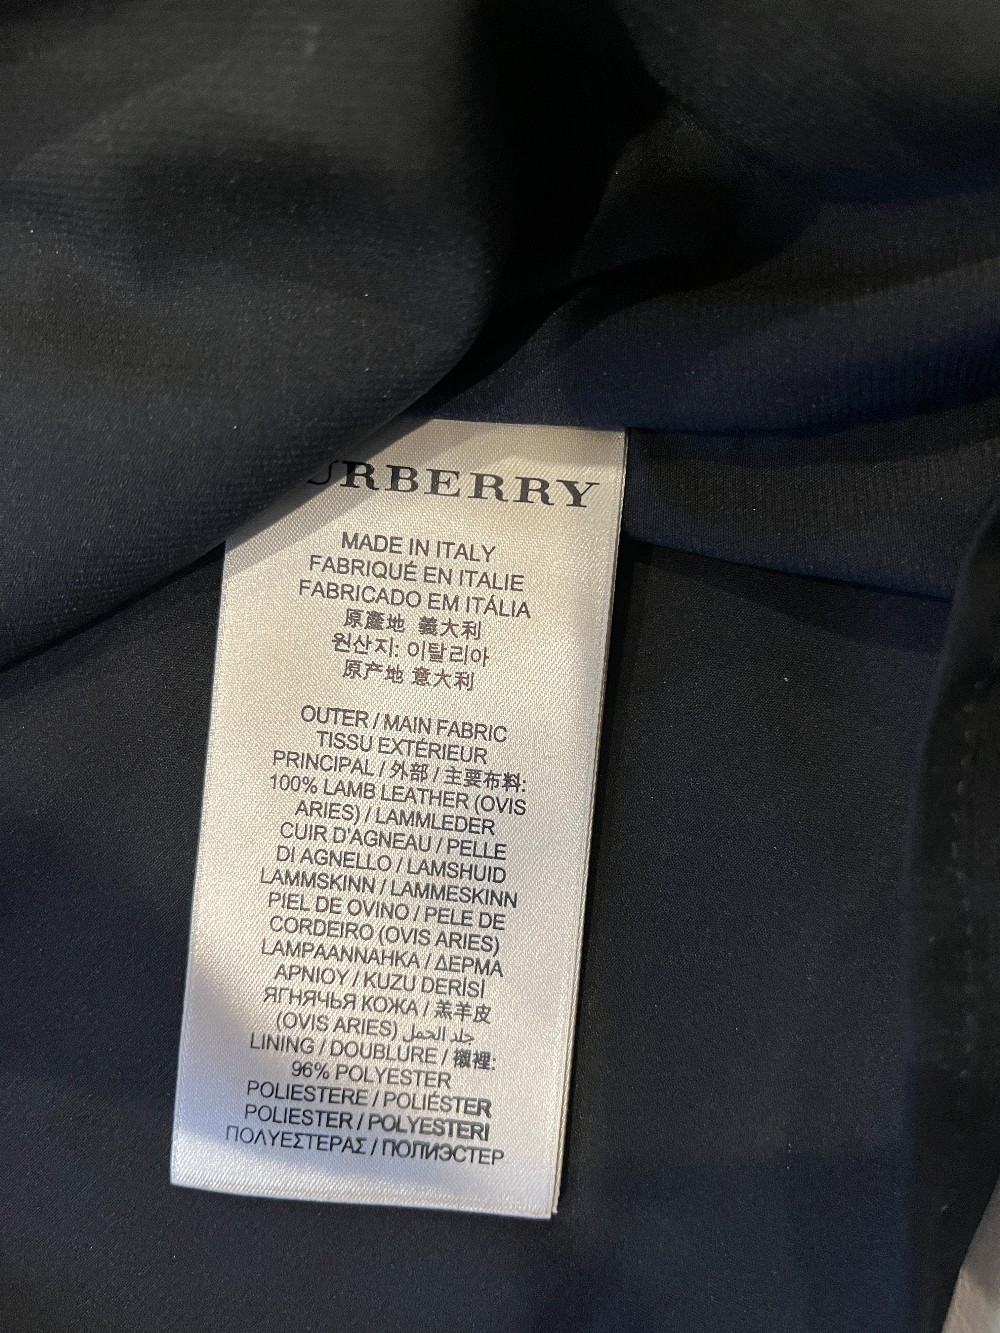 URBERRY
MADE IN ITALY
FABRIQUÉ EN ITALIE
FABRICADO EM ITÁLIA
原產地 義大利
원산지: 이탈리아
原产地 意大利
OUTER / MAIN FABRIC
TISSU EXTÉRIEUR
PRINCIPAL / 外部 / 主要布料:
100% LAMB LEATHER (OVIS
ARIES) / LAMMLEDER
CUIR D'AGNEAU / PELLE
DI AGNELLO / LAMSHUID
LAMMSKINN / LAMMESKINN
PIEL DE OVINO / PELE DE
CORDEIRO (OVIS ARIES)
LAMPAANNAHKA / ΔΕΡΜΑ
ΑΡΝΙΟΥ / KUZU DERİSİ
ЯГНЯЧЬЯ КОЖА / 羔羊皮
(OVIS ARIES) جلد الحمل
LINING / DOUBLURE / 襯裡:
96% POLYESTER
POLIESTERE / POLIÉSTER
POLIESTER / POLYESTERI
ΠΟΛΥΕΣΤΕΡΑΣ / ПОЛИЭСТЕР